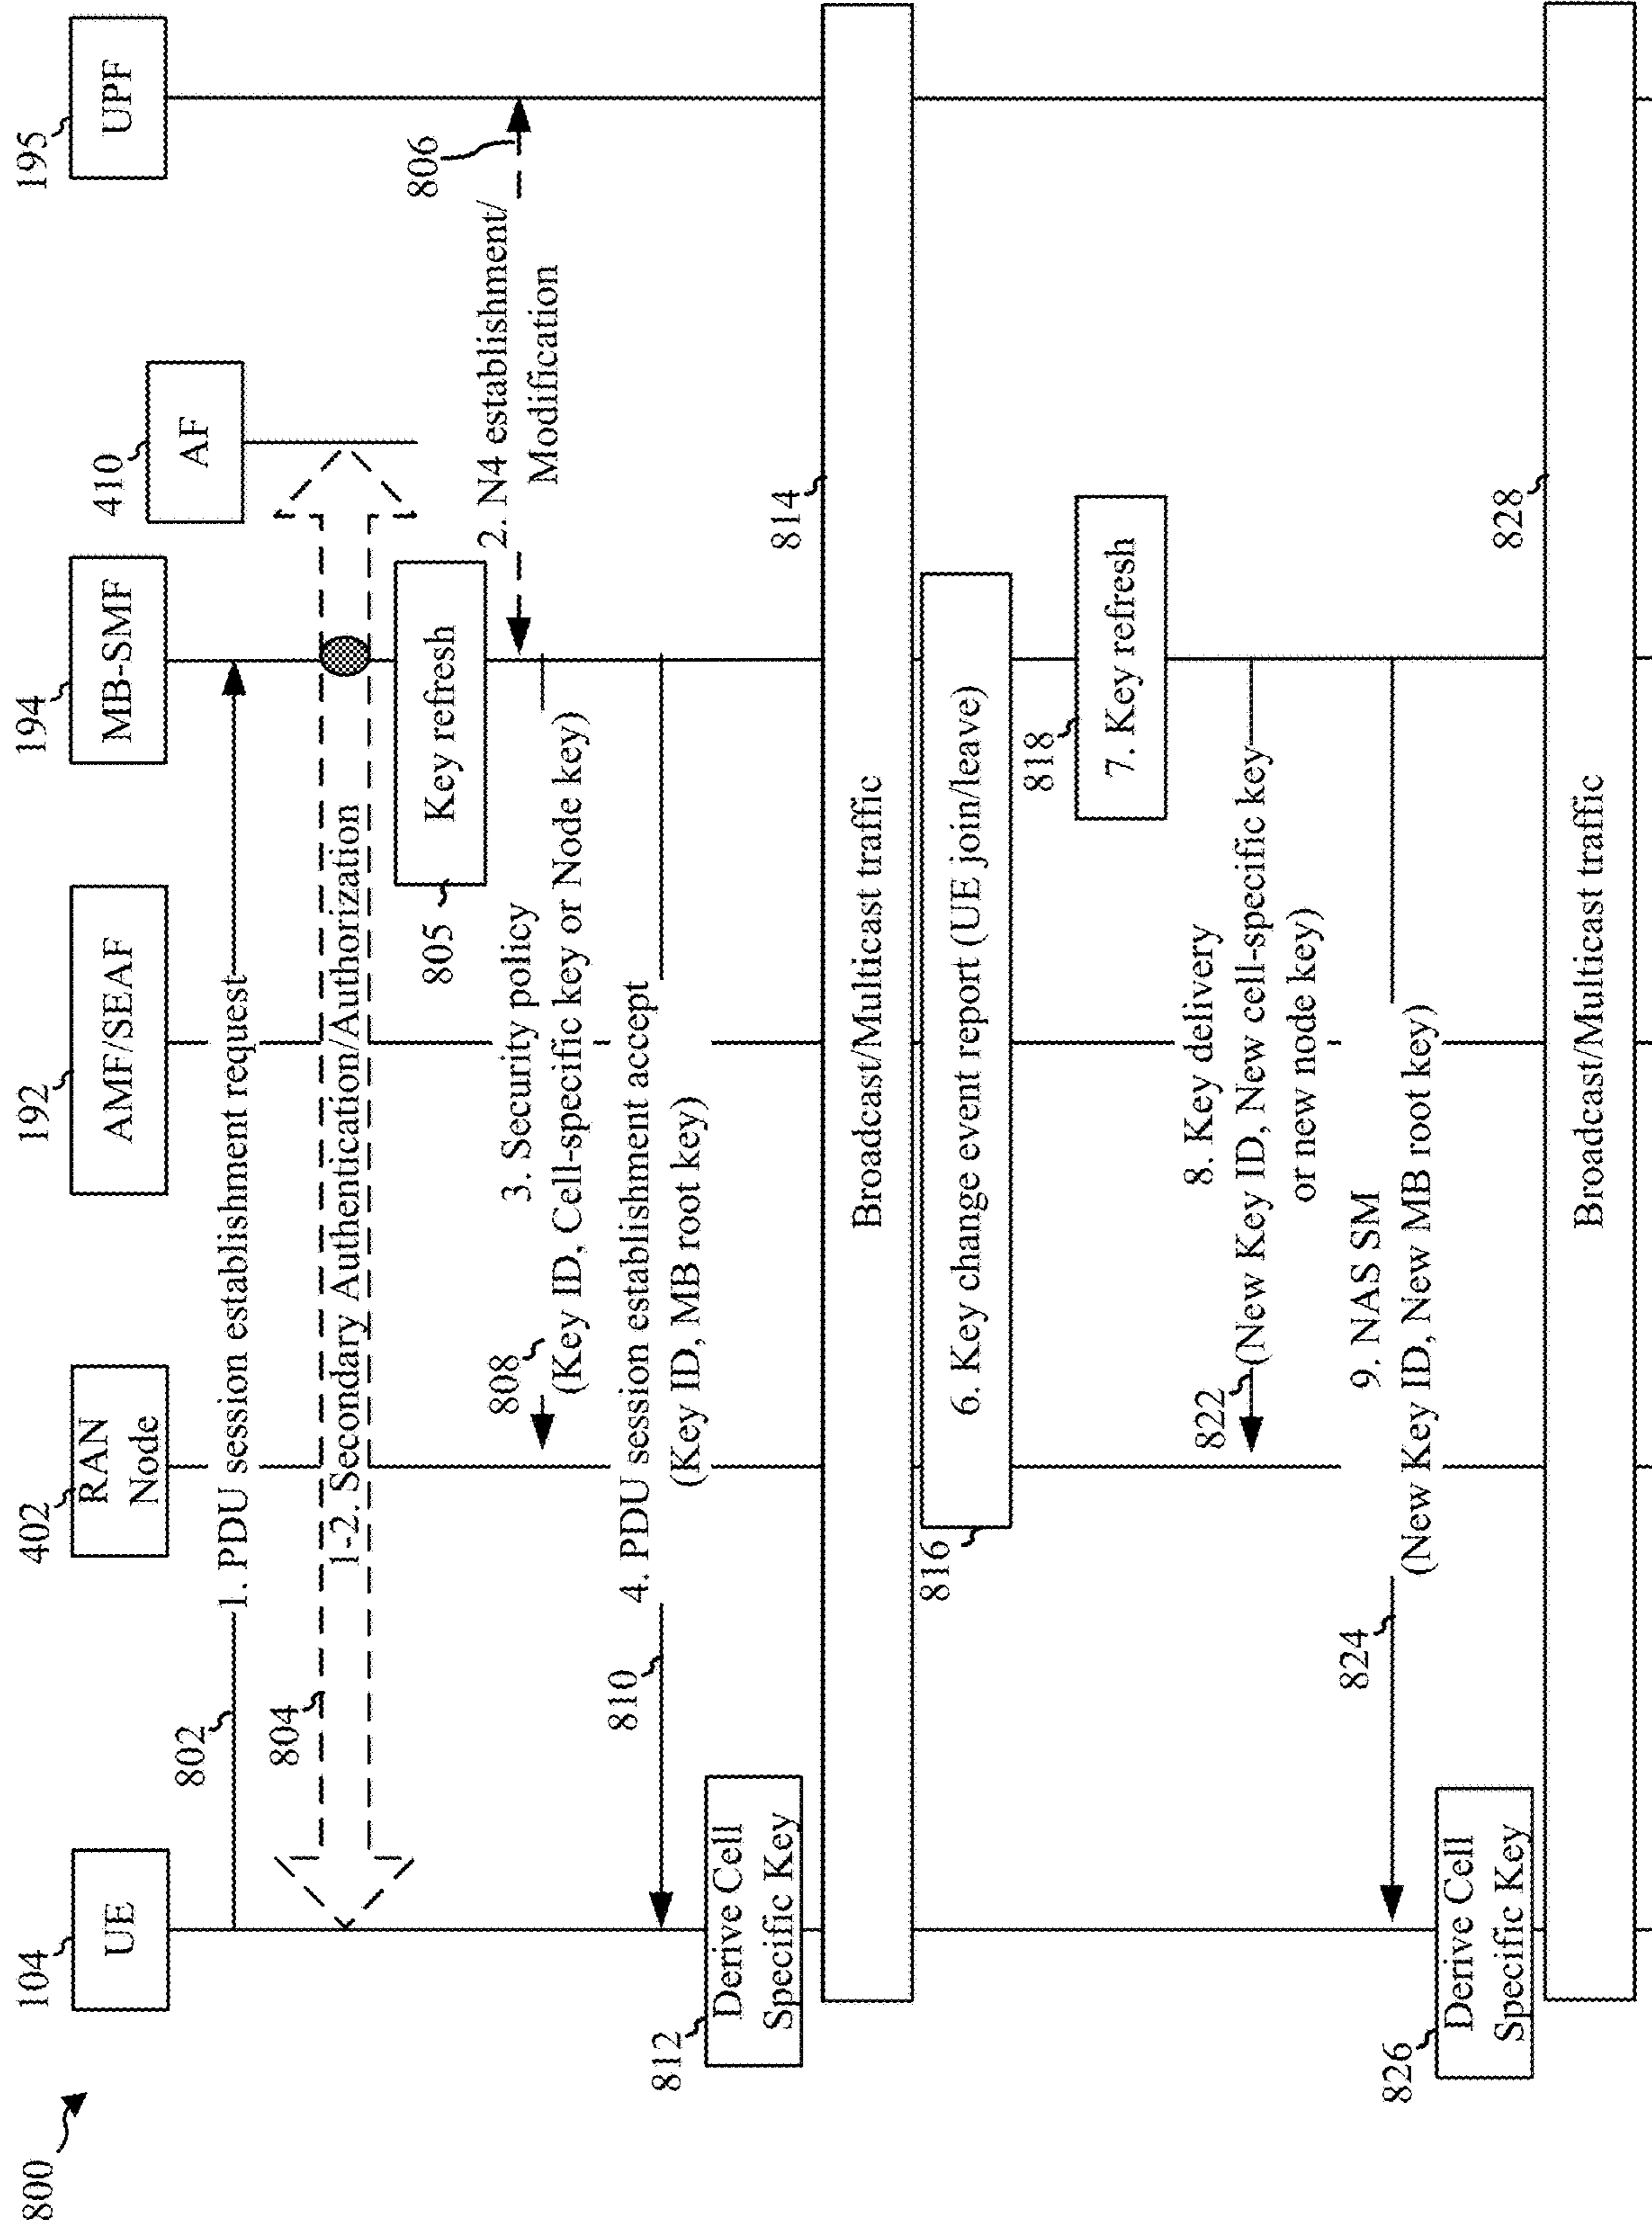 800
104
UE
402
RAN
Node
192
AMF/SEAF
194
MB-SMF
410
AF
195
UPF
802
1. PDU session establishment request
804
1-2. Secondary Authentication/Authorization
805
Key refresh
2. N4 establishment/
Modification
806
808
3. Security policy
(Key ID, Cell-specific key or Node key)
810
4. PDU session establishment accept
(Key ID, MB root key)
812
Derive Cell
Specific Key
814
Broadcast/Multicast traffic
816
6. Key change event report (UE join/leave)
818
7. Key refresh
822
8. Key delivery
(New Key ID, New cell-specific key
or new node key)
824
9. NAS SM
(New Key ID, New MB root key)
826
Derive Cell
Specific Key
828
Broadcast/Multicast traffic